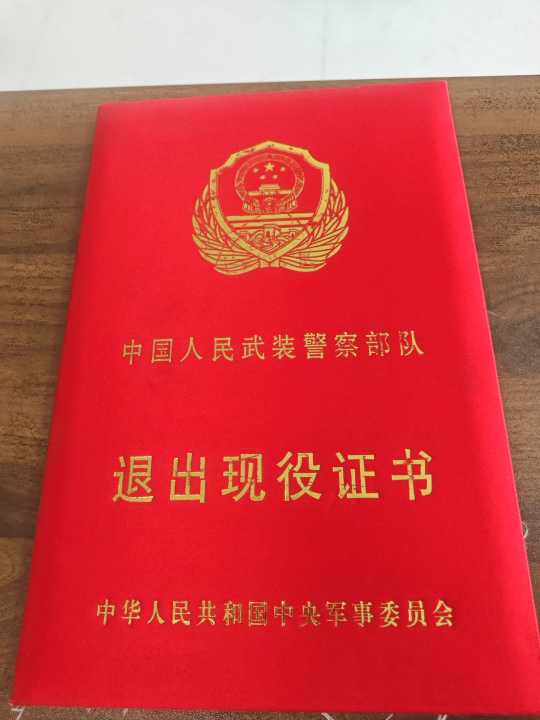 中国人民武装警察部队
退出现役证书
中华人民共和国中央军事委员会